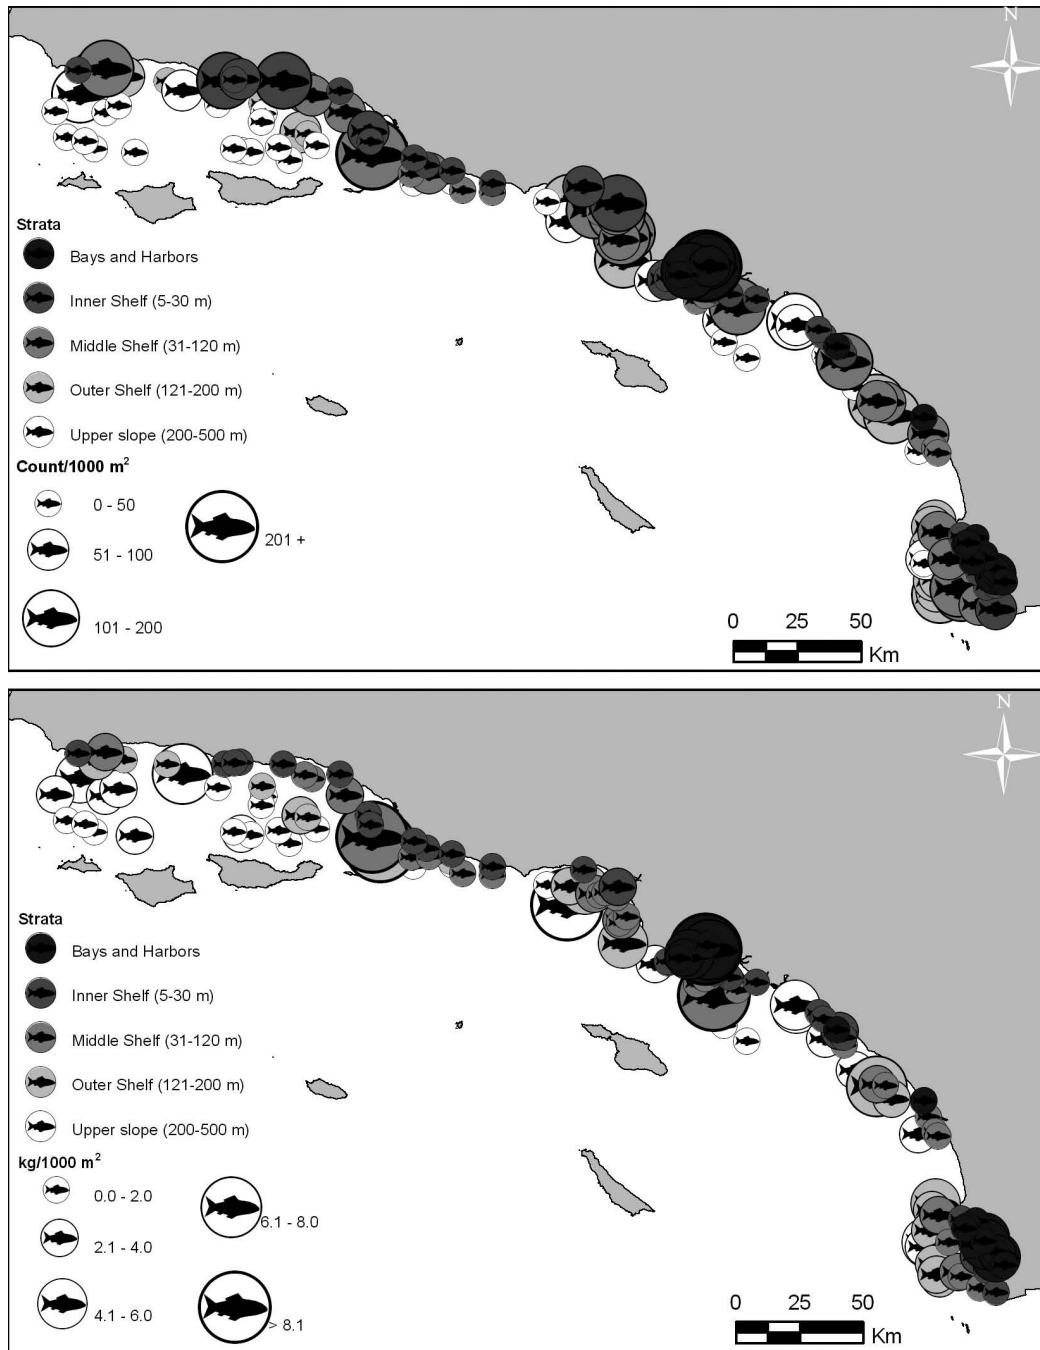 N
Strata
Bays and Harbors
Inner Shelf (5-30 m)
Middle Shelf (31-120 m)
Outer Shelf (121-200 m)
Upper slope (200-500 m)
Count/1000 m²
0 - 50
51 - 100
101 - 200
201 +
0 25 50
Km
N
Strata
Bays and Harbors
Inner Shelf (5-30 m)
Middle Shelf (31-120 m)
Outer Shelf (121-200 m)
Upper slope (200-500 m)
kg/1000 m²
0.0 - 2.0
2.1 - 4.0
4.1 - 6.0
6.1 - 8.0
> 8.1
0 25 50
Km